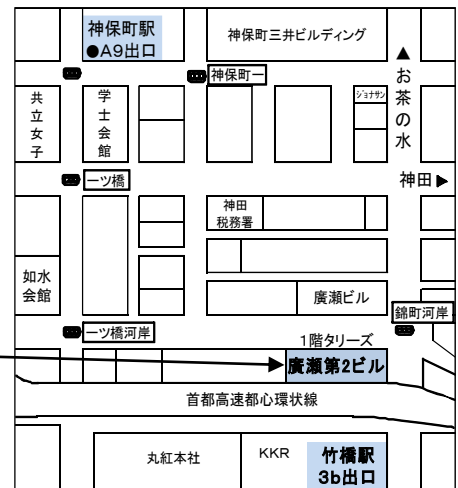 神保町駅
●A9出口
神保町三井ビルディング
▲
お茶の水
神保町一
ジョナサン
共立女子
学士会館
一ツ橋
神田▶
神田
税務署
如水
会館
廣瀬ビル
錦町河岸
一ツ橋河岸
1階タリーズ
廣瀬第2ビル
首都高速都心環状線
丸紅本社
KKR
竹橋駅
3b出口